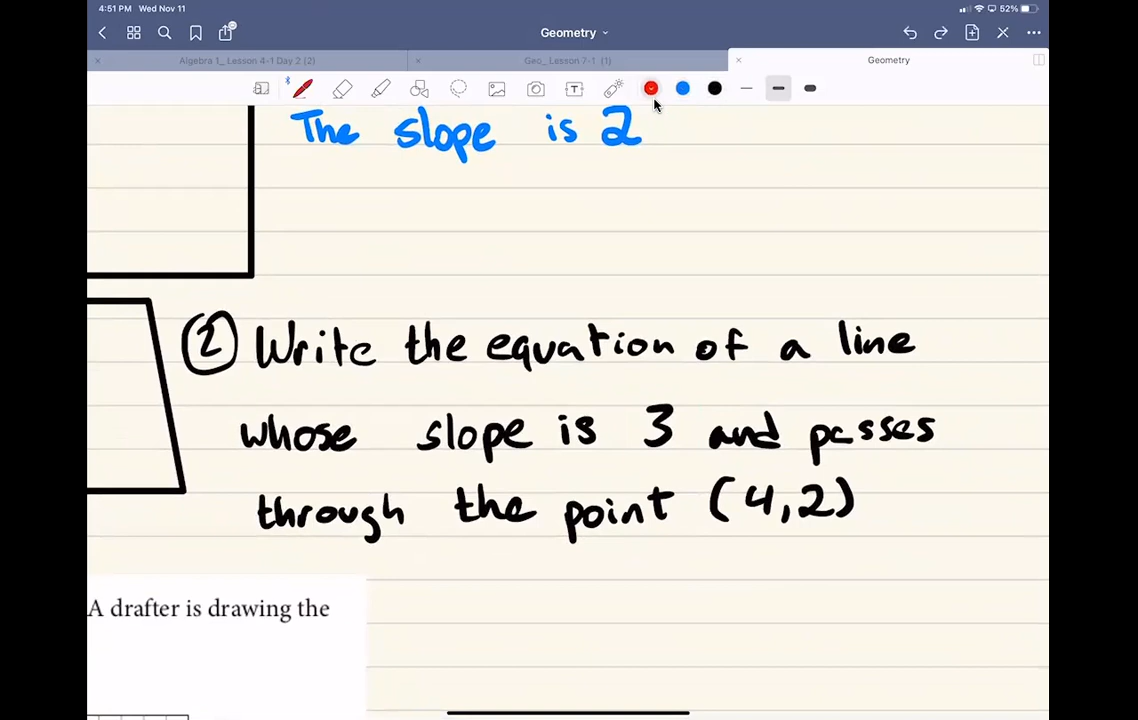 4:51 PM Wed Nov 11
52%
Geometry
Algebra 1_ Lesson 4-1 Day 2 (2)
Geo_ Lesson 7-1 (1)
Geometry
The slope is 2
② Write the equation of a line
whose slope is 3 and passes
through the point (4,2)
A drafter is drawing the